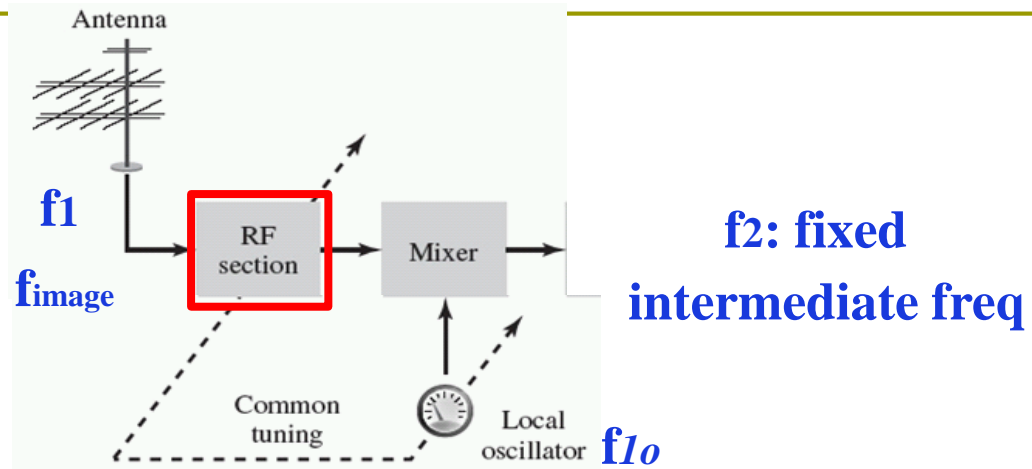 Antenna
f1
fimage
RF
section
Mixer
f2: fixed
intermediate freq
Common
tuning
Local
oscillator
f1o